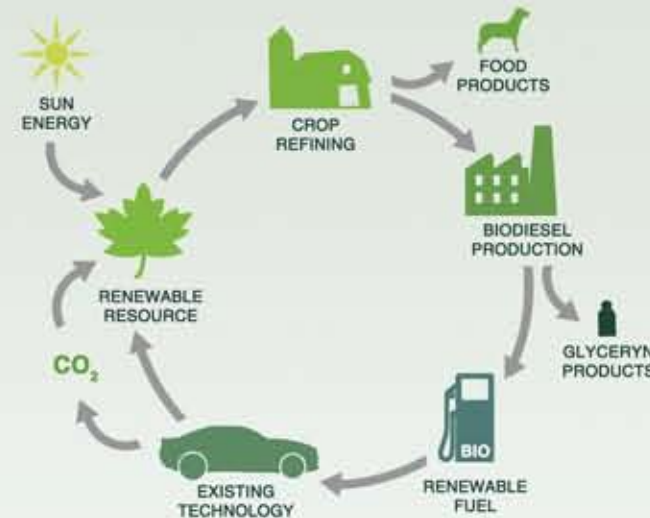 SUN
ENERGY
CROP
REFINING
FOOD
PRODUCTS
BIODIESEL
PRODUCTION
RENEWABLE
RESOURCE
GLYCERYN
PRODUCTS
CO₂
BIO
RENEWABLE
FUEL
EXISTING
TECHNOLOGY